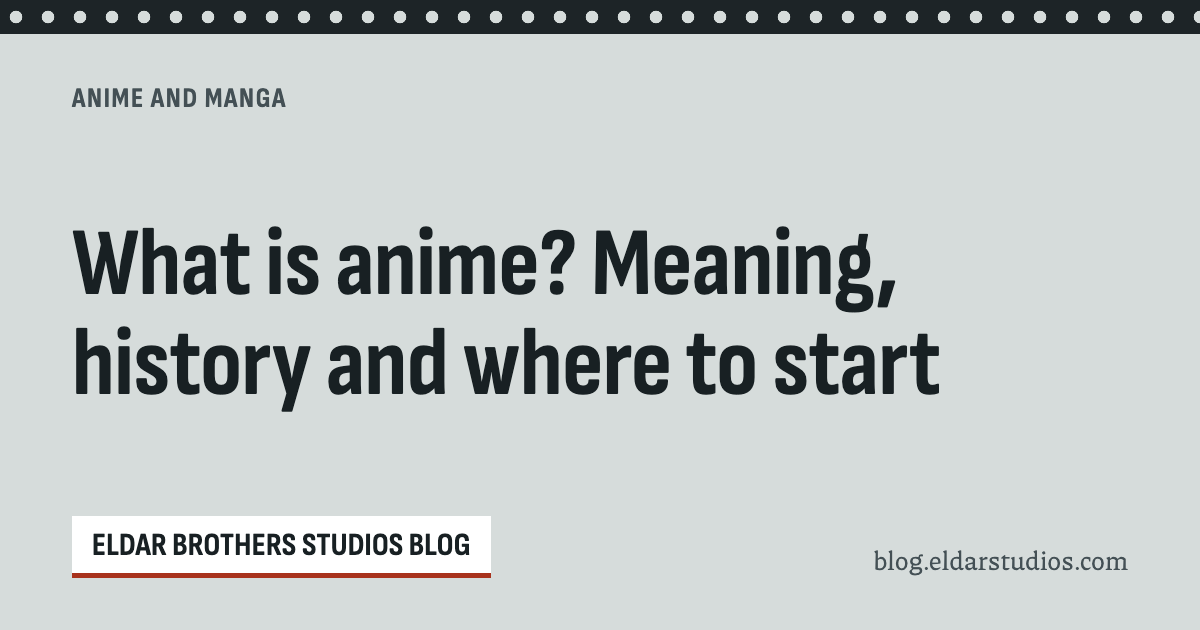 ANIME AND MANGA
What is anime? Meaning,
history and where to start
ELDAR BROTHERS STUDIOS BLOG
blog.eldarstudios.com